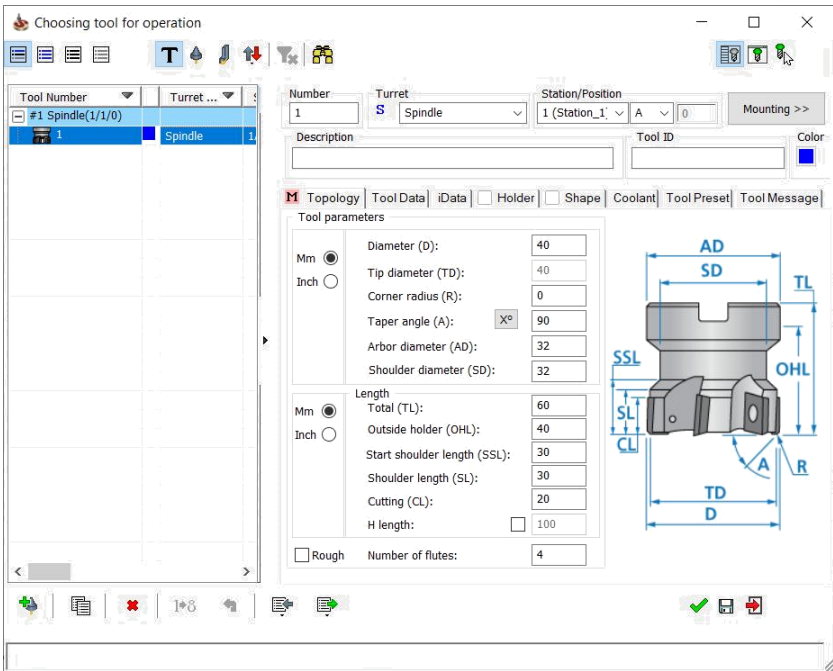 Choosing tool for operation
T
Tool Number
Turret ...
#1 Spindle(1/1/0)
1
Spindle
1
Number
Turret
Station/Position
1
S
Spindle
1 (Station_1
A
0
Mounting >>
Description
Tool ID
Color
M
Topology
Tool Data
iData
Holder
Shape
Coolant
Tool Preset
Tool Message
Tool parameters
Mm
Inch
Diameter (D):
40
Tip diameter (TD):
40
Corner radius (R):
0
Taper angle (A):
Xº
90
Arbor diameter (AD):
32
Shoulder diameter (SD):
32
Length
Mm
Inch
Total (TL):
60
Outside holder (OHL):
40
Start shoulder length (SSL):
30
Shoulder length (SL):
30
Cutting (CL):
20
H length:
100
Rough
Number of flutes:
4
AD
SD
TL
SSL
OHL
SL
CL
A
R
TD
D
1➧8